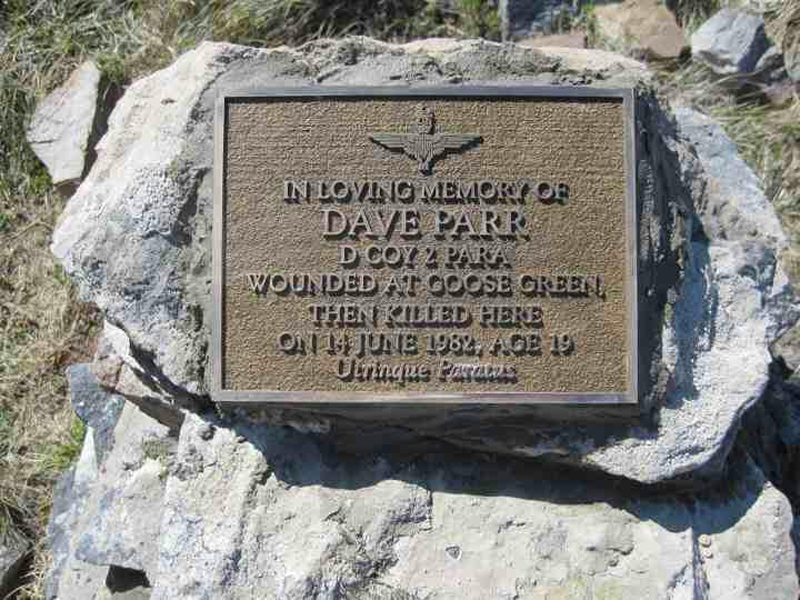 IN LOVING MEMORY OF
DAVE PARR
D COY 2 PARA
WOUNDED AT GOOSE GREEN,
THEN KILLED HERE
ON 14 JUNE 1982, AGE 19
Utrinque Paratus